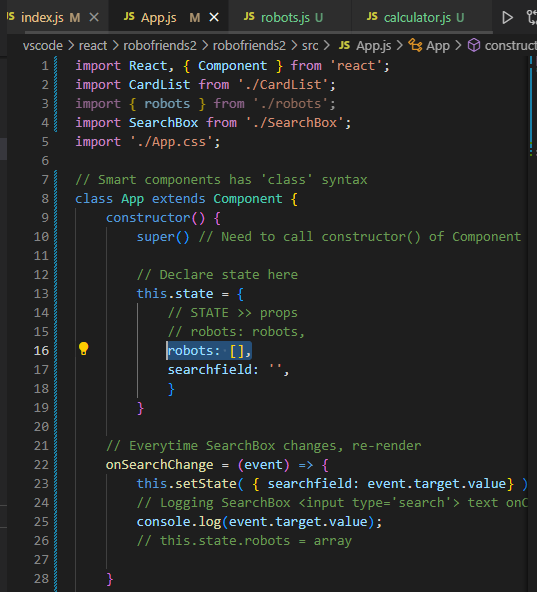 index.js M App.js M robots.js U calculator.js U
vscode > react > robofriends2 > robofriends2 > src > JS App.js > App > construct
1 import React, { Component } from 'react';
2 import CardList from './CardList';
3 import { robots } from './robots';
4 import SearchBox from './SearchBox';
5 import './App.css';
6
7 // Smart components has 'class' syntax
8 class App extends Component {
9 constructor() {
10 super() // Need to call constructor() of Component
11
12 // Declare state here
13 this.state = {
14 // STATE >> props
15 // robots: robots,
16 robots: [],
17 searchfield: '',
18 }
19 }
20
21 // Everytime SearchBox changes, re-render
22 onSearchChange = (event) => {
23 this.setState( { searchfield: event.target.value} )
24 // Logging SearchBox <input type='search'> text onC
25 console.log(event.target.value);
26 // this.state.robots = array
27
28 }